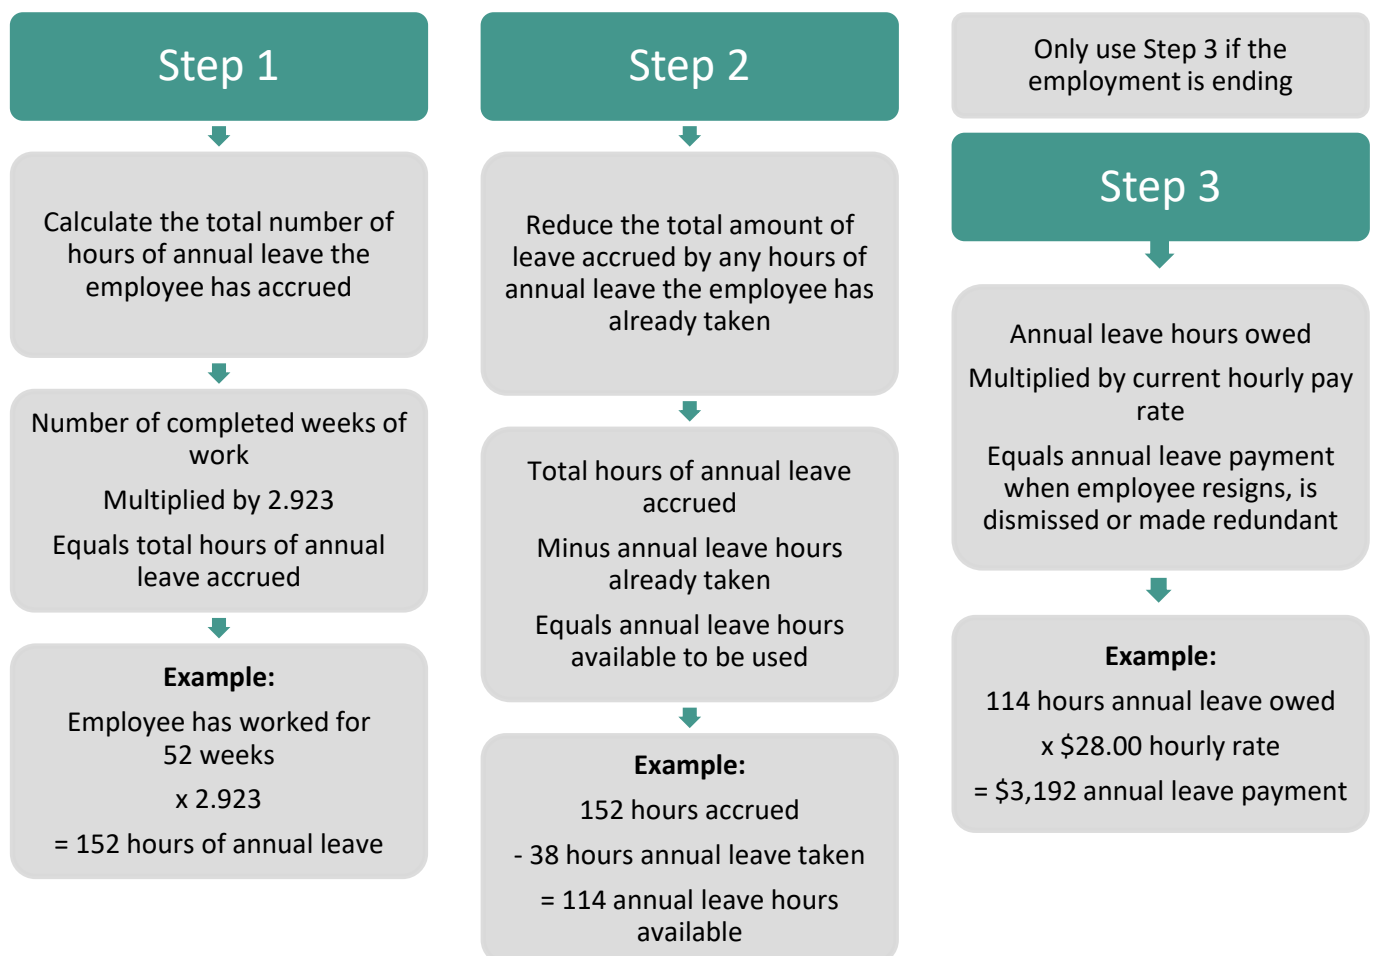 Step 1
Calculate the total number of
hours of annual leave the
employee has accrued
Number of completed weeks of
work
Multiplied by 2.923
Equals total hours of annual
leave accrued
Example:
Employee has worked for
52 weeks
x 2.923
= 152 hours of annual leave
Step 2
Reduce the total amount of
leave accrued by any hours of
annual leave the employee has
already taken
Total hours of annual leave
accrued
Minus annual leave hours
already taken
Equals annual leave hours
available to be used
Example:
152 hours accrued
- 38 hours annual leave taken
= 114 annual leave hours
available
Only use Step 3 if the
employment is ending
Step 3
Annual leave hours owed
Multiplied by current hourly pay
rate
Equals annual leave payment
when employee resigns, is
dismissed or made redundant
Example:
114 hours annual leave owed
x $28.00 hourly rate
= $3,192 annual leave payment